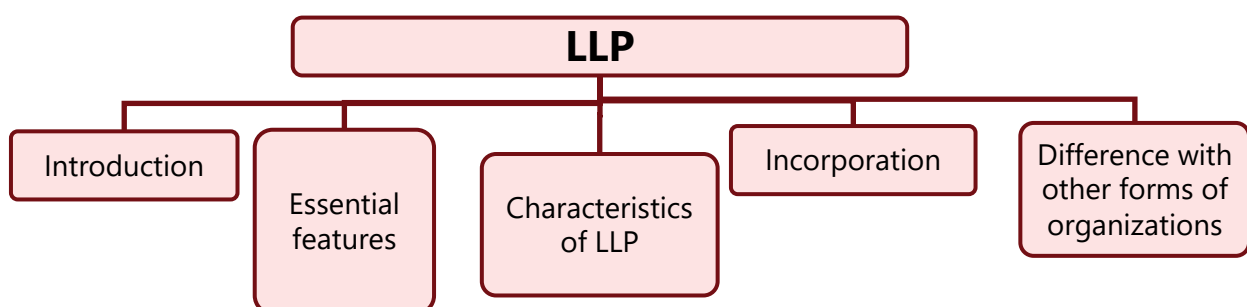 LLP
Introduction
Essential
features
Characteristics
of LLP
Incorporation
Difference with
other forms of
organizations